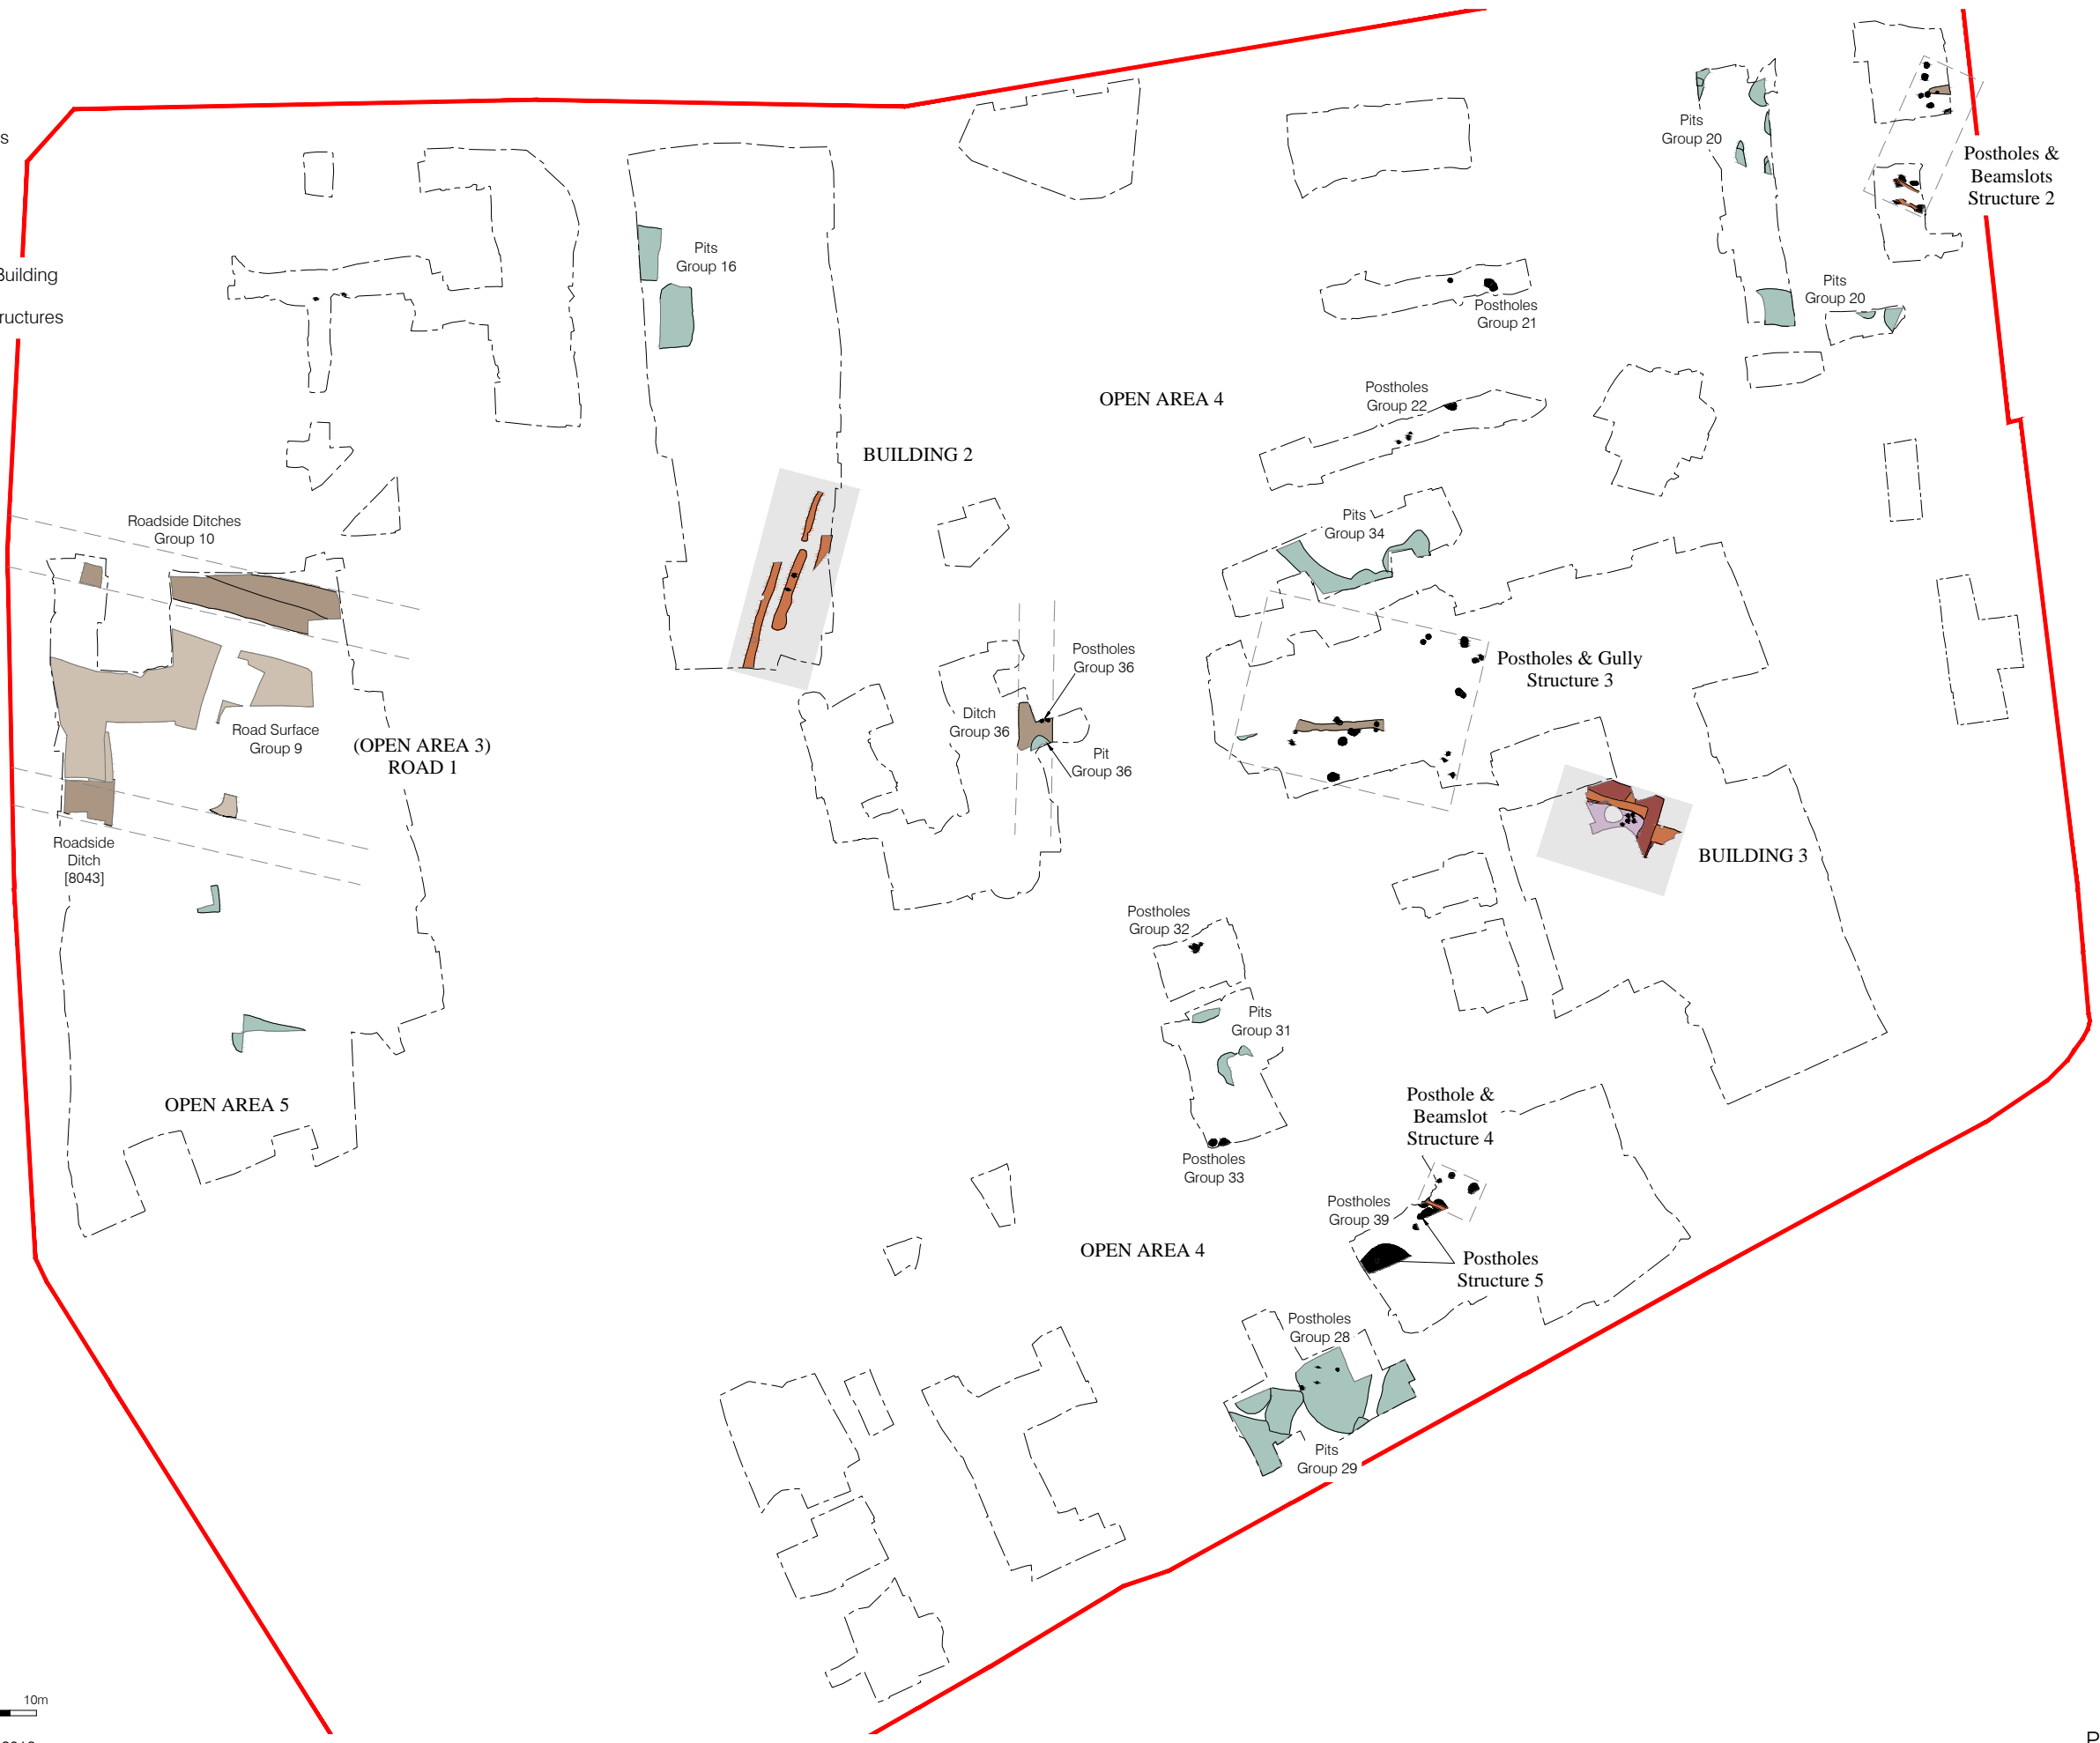 Pits
Group 20
Postholes &
Beamslots
Structure 2
Pits
Group 16
Pits
Group 20
Postholes
Group 21
OPEN AREA 4
Postholes
Group 22
BUILDING 2
Roadside Ditches
Group 10
Pits
Group 34
Postholes
Group 36
Postholes & Gully
Structure 3
Ditch
Group 36
Road Surface
Group 9
(OPEN AREA 3)
ROAD 1
Pit
Group 36
Roadside
Ditch
[8043]
BUILDING 3
Postholes
Group 32
Pits
Group 31
OPEN AREA 5
Posthole &
Beamslot
Structure 4
Postholes
Group 33
Postholes
Group 39
OPEN AREA 4
Postholes
Structure 5
Postholes
Group 28
Pits
Group 29
10m